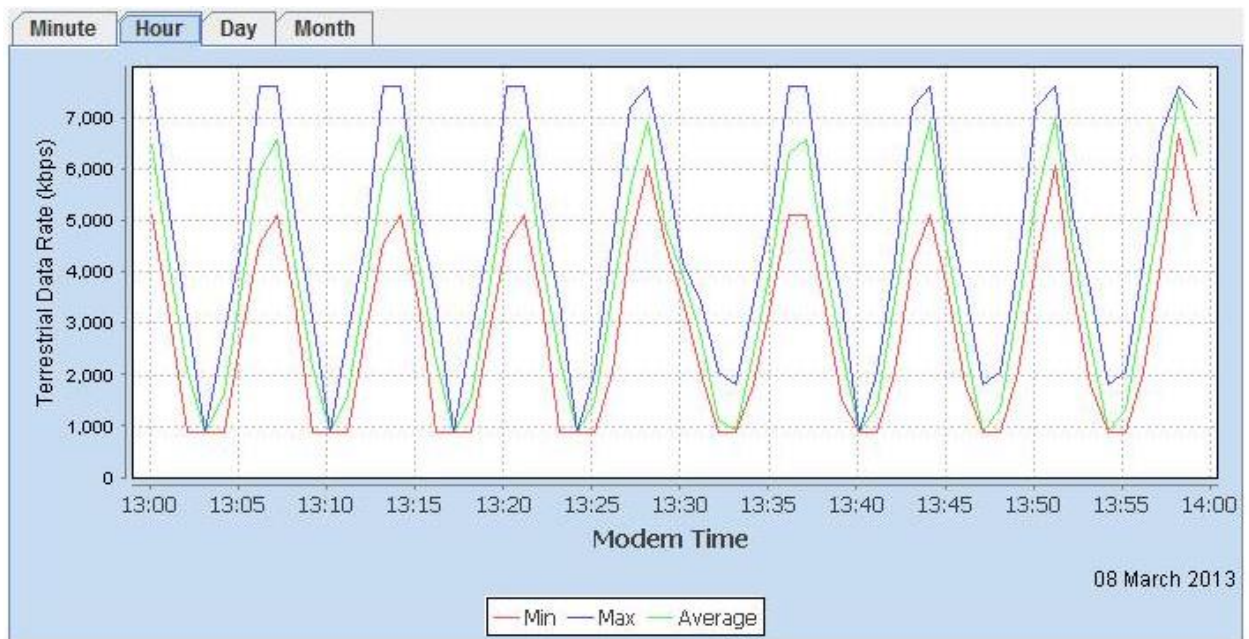 Minute Hour Day Month
Terrestrial Data Rate (kbps)
7,000
6,000
5,000
4,000
3,000
2,000
1,000
0
13:00 13:05 13:10 13:15 13:20 13:25 13:30 13:35 13:40 13:45 13:50 13:55 14:00
Modem Time
08 March 2013
Min Max Average